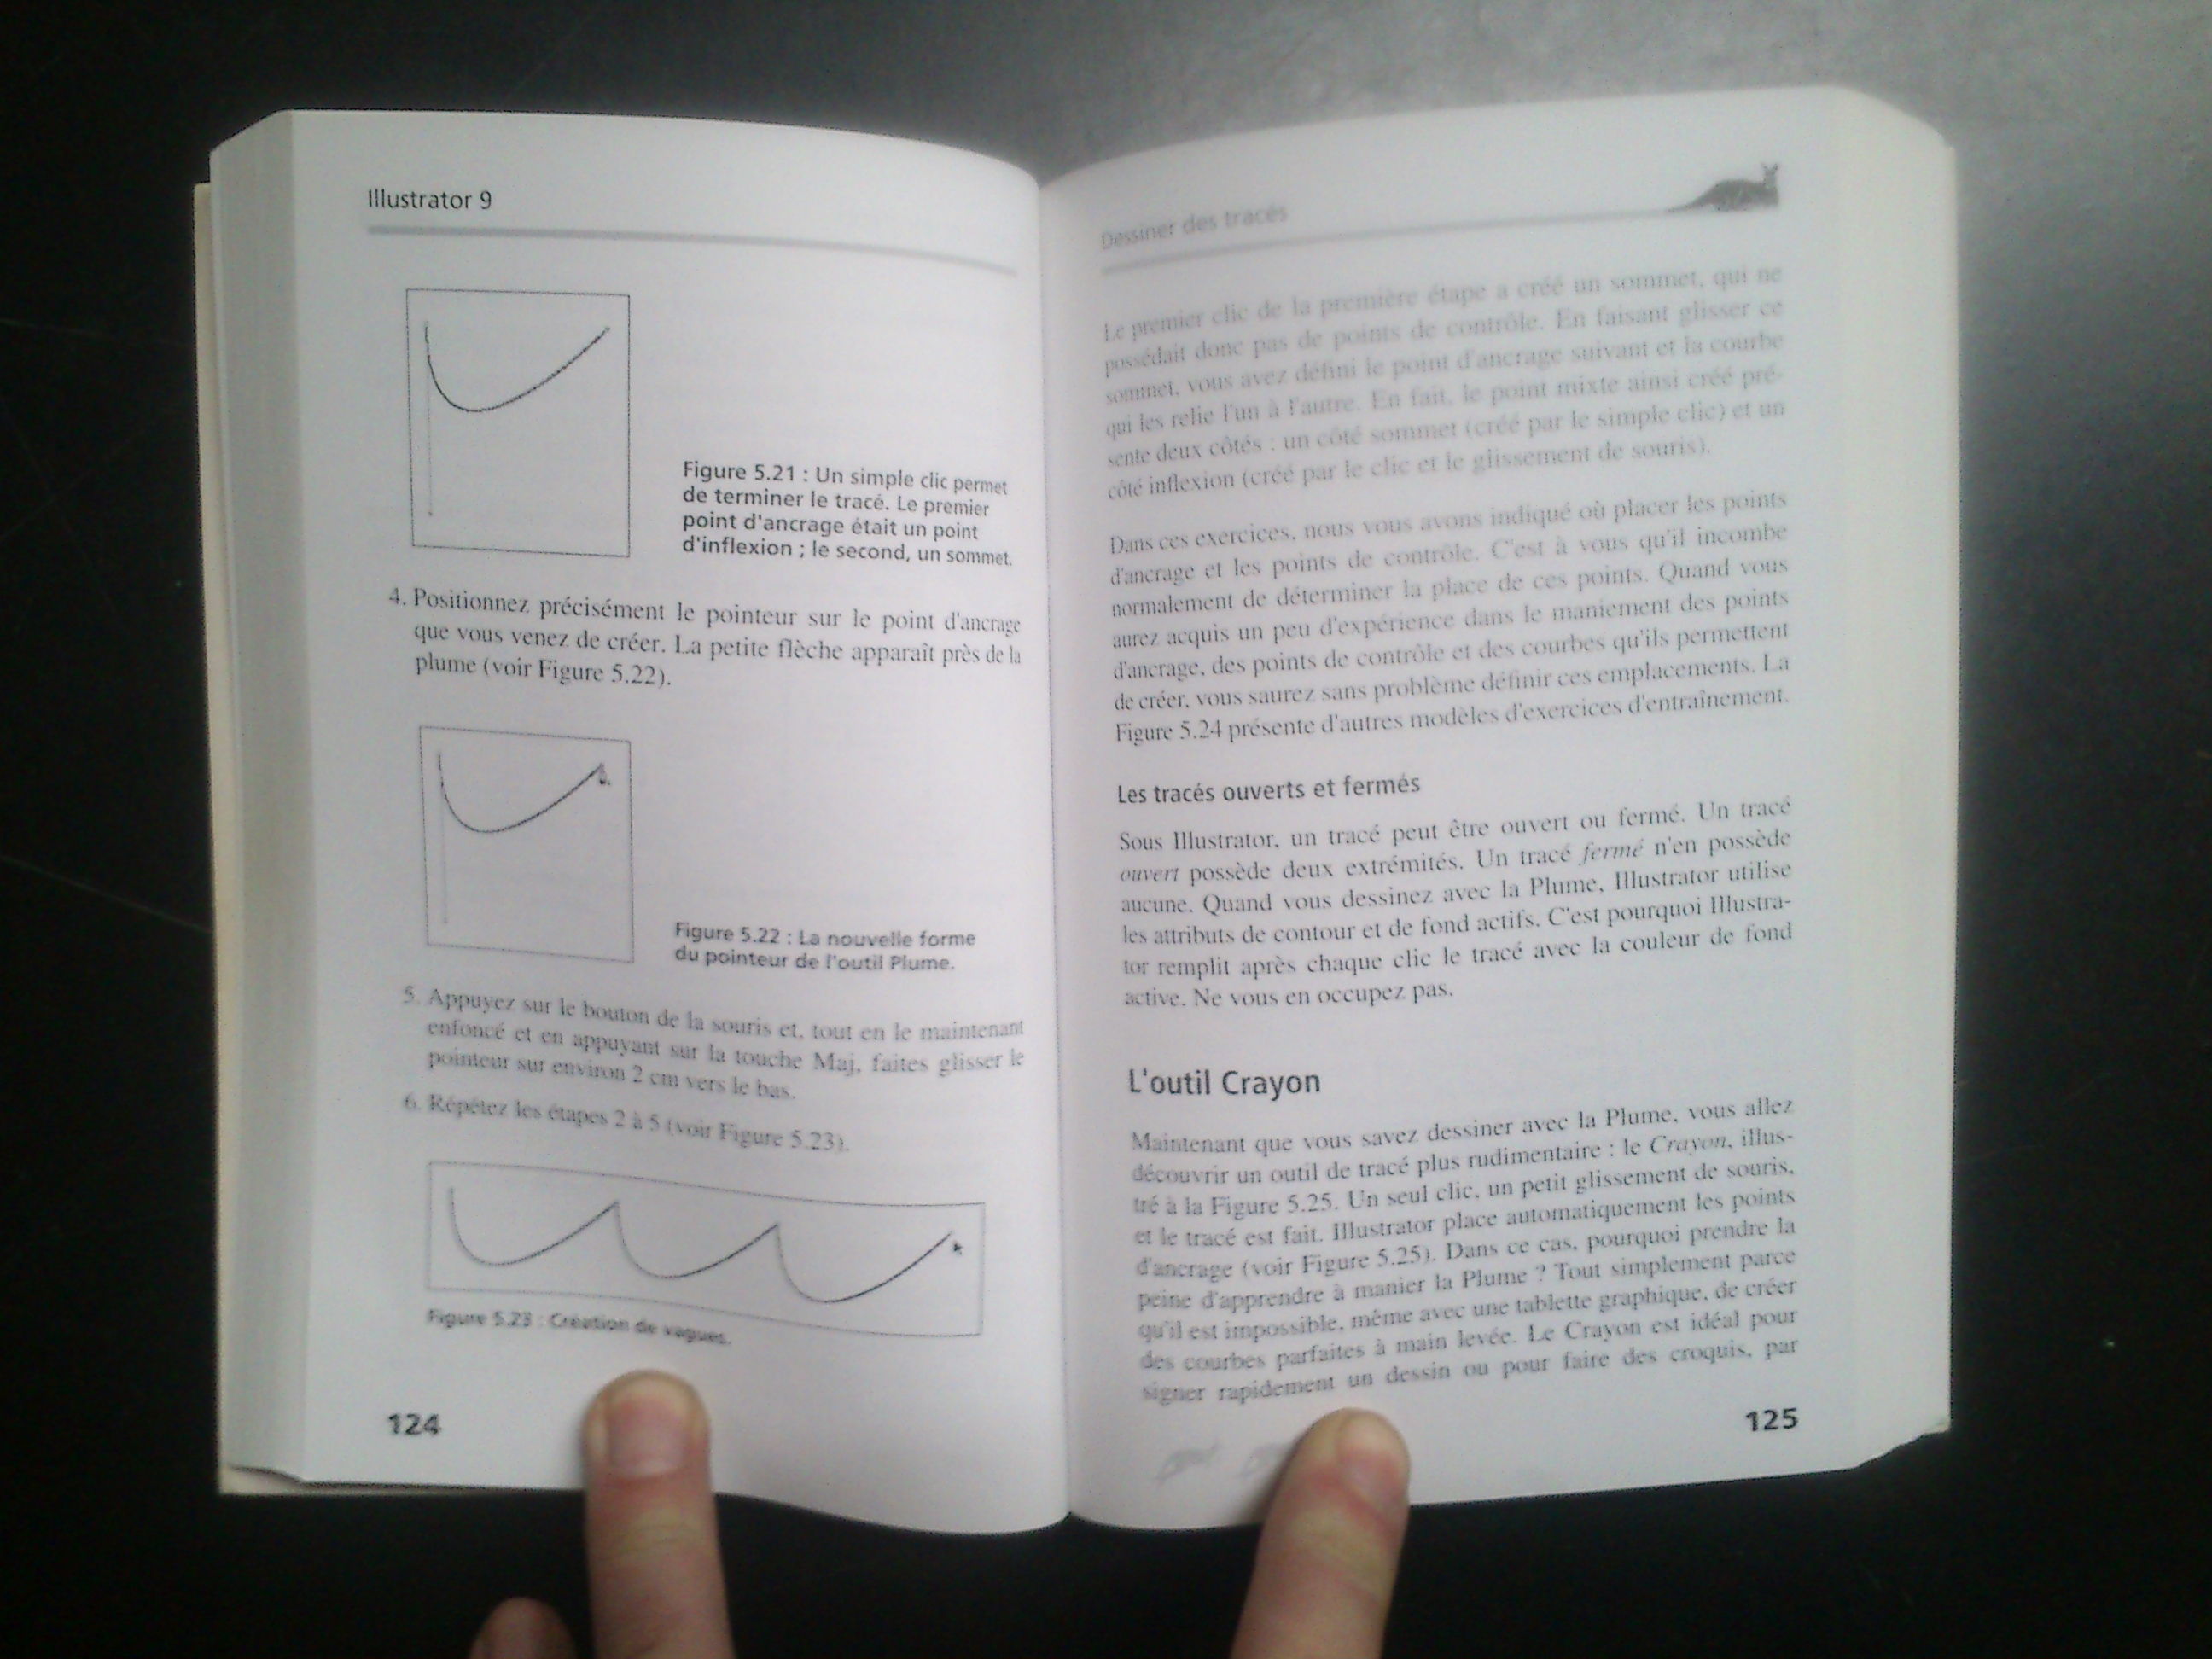 Illustrator 9
Figure 5.21 : Un simple clic permet
de terminer le tracé. Le premier
point d'ancrage était un point
d'inflexion ; le second, un sommet.
4. Positionnez précisément le pointeur sur le point d'ancrage
que vous venez de créer. La petite flèche apparaît près de la
plume (voir Figure 5.22).
Figure 5.22 : La nouvelle forme
du pointeur de l'outil Plume.
5. Appuyez sur le bouton de la souris et, tout en le maintenant
enfoncé et en appuyant sur la touche Maj, faites glisser le
pointeur sur environ 2 cm vers le bas.
6. Répétez les étapes 2 à 5 (voir Figure 5.23).
Figure 5.23 : Création de vagues.
124
Dessiner des tracés
Le premier clic de la première étape a créé un sommet, qui ne
possédait donc pas de points de contrôle. En faisant glisser ce
sommet, vous avez défini le point d'ancrage suivant et la courbe
qui les relie l'un à l'autre. En fait, le point mixte ainsi créé pré-
sente deux côtés : un côté sommet (créé par le simple clic) et un
côté inflexion (créé par le clic et le glissement de souris).
Dans ces exercices, nous vous avons indiqué où placer les points
d'ancrage et les points de contrôle. C'est à vous qu'il incombe
normalement de déterminer la place de ces points. Quand vous
aurez acquis un peu d'expérience dans le maniement des points
d'ancrage, des points de contrôle et des courbes qu'ils permettent
de créer, vous saurez sans problème définir ces emplacements. La
Figure 5.24 présente d'autres modèles d'exercices d'entraînement.
Les tracés ouverts et fermés
Sous Illustrator, un tracé peut être ouvert ou fermé. Un tracé
ouvert possède deux extrémités. Un tracé fermé n'en possède
aucune. Quand vous dessinez avec la Plume, Illustrator utilise
les attributs de contour et de fond actifs. C'est pourquoi Illustra-
tor remplit après chaque clic le tracé avec la couleur de fond
active. Ne vous en occupez pas.
L'outil Crayon
Maintenant que vous savez dessiner avec la Plume, vous allez
découvrir un outil de tracé plus rudimentaire : le Crayon, illus-
tré à la Figure 5.25. Un seul clic, un petit glissement de souris,
et le tracé est fait. Illustrator place automatiquement les points
d'ancrage (voir Figure 5.25). Dans ce cas, pourquoi prendre la
peine d'apprendre à manier la Plume ? Tout simplement parce
qu'il est impossible, même avec une tablette graphique, de créer
des courbes parfaites à main levée. Le Crayon est idéal pour
signer rapidement un dessin ou pour faire des croquis, par
125